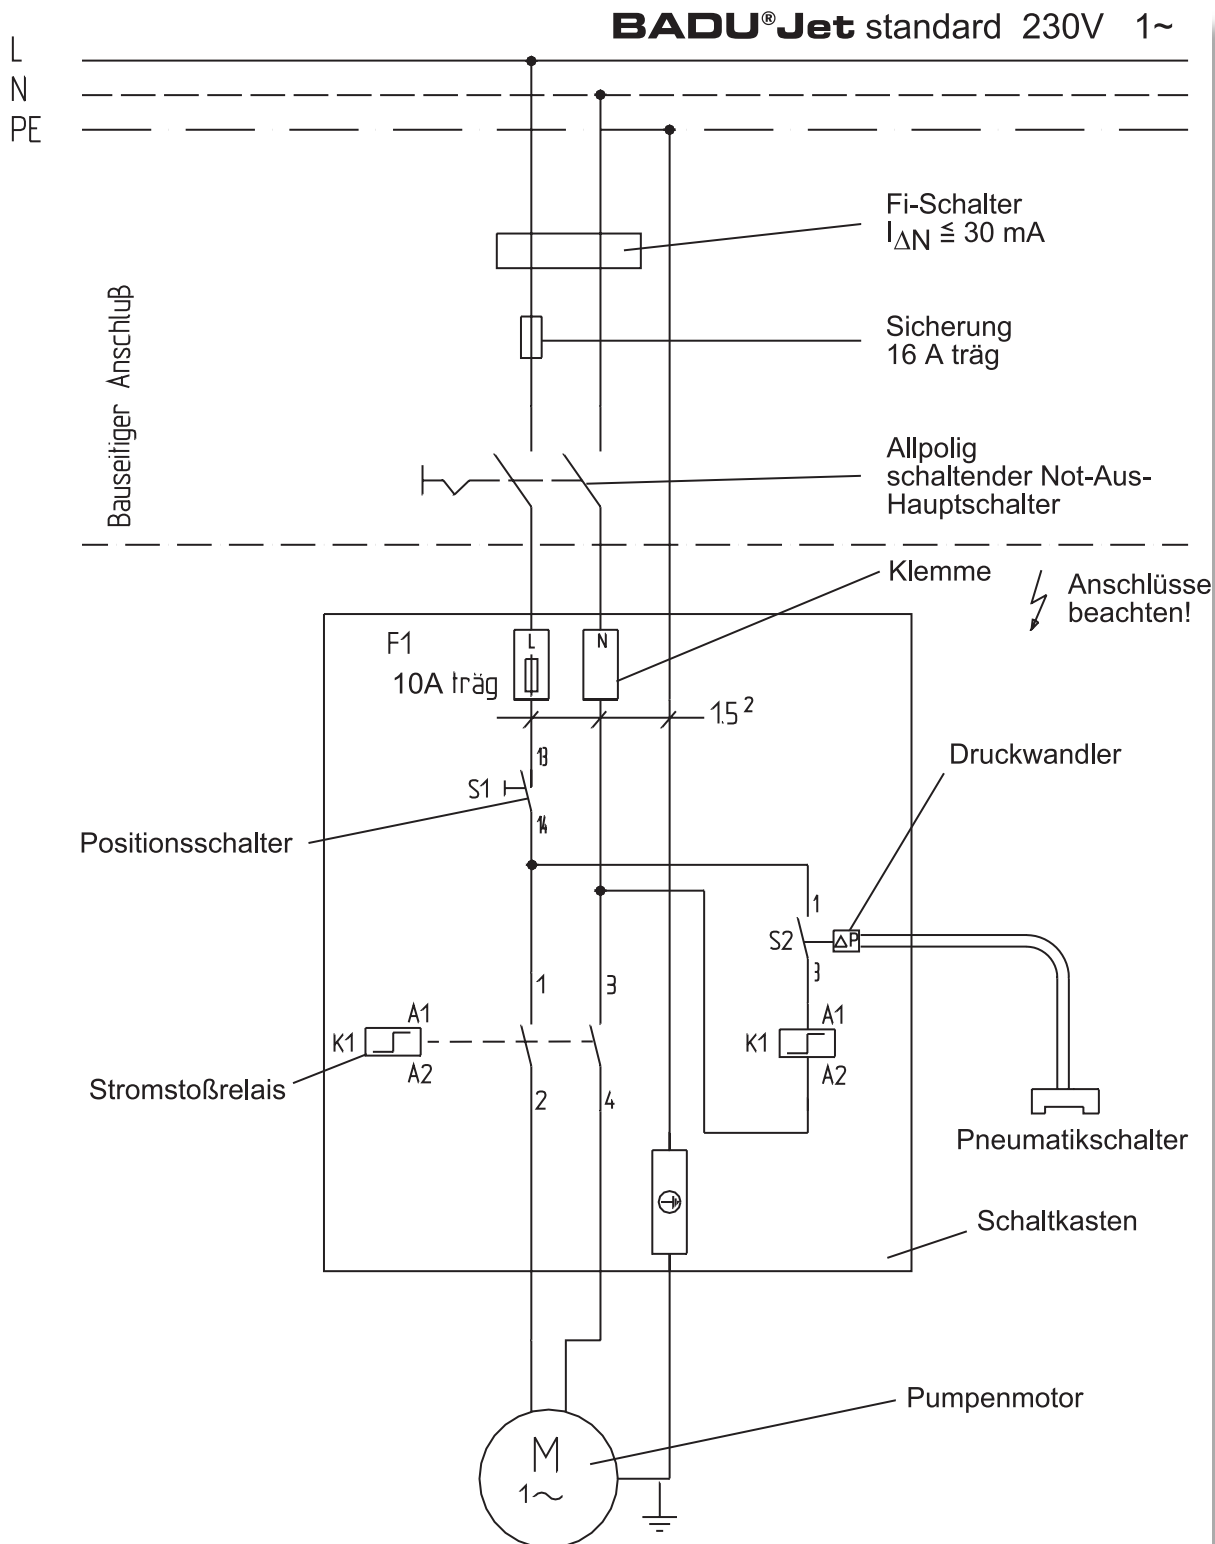 BADU®Jet standard 230V 1~
L
N
PE
Fi-Schalter
I∆N ≦ 30 mA
Bauseitiger Anschluß
Sicherung
16 A träg
Allpolig
schaltender Not-Aus-
Hauptschalter
Klemme
Anschlüsse
beachten!
F1
L
N
10A träg
1.5²
13
S1
14
Druckwandler
Positionsschalter
1
S2
∆P
3
1
3
A1
K1
A2
A1
K1
A2
Stromstoßrelais
2
4
Pneumatikschalter
Schaltkasten
Pumpenmotor
M
1~